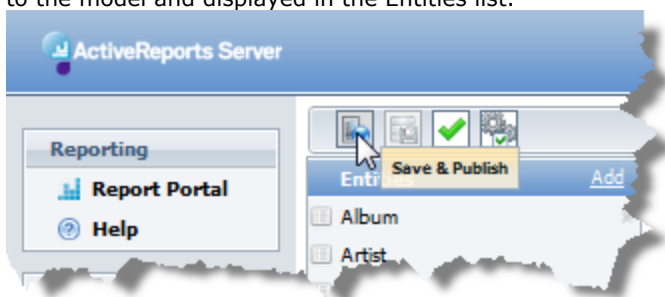 to the model and displayed in the Entities list.
ActiveReports Server
Reporting
Save & Publish
Report Portal
Add
Help
Album
Artist